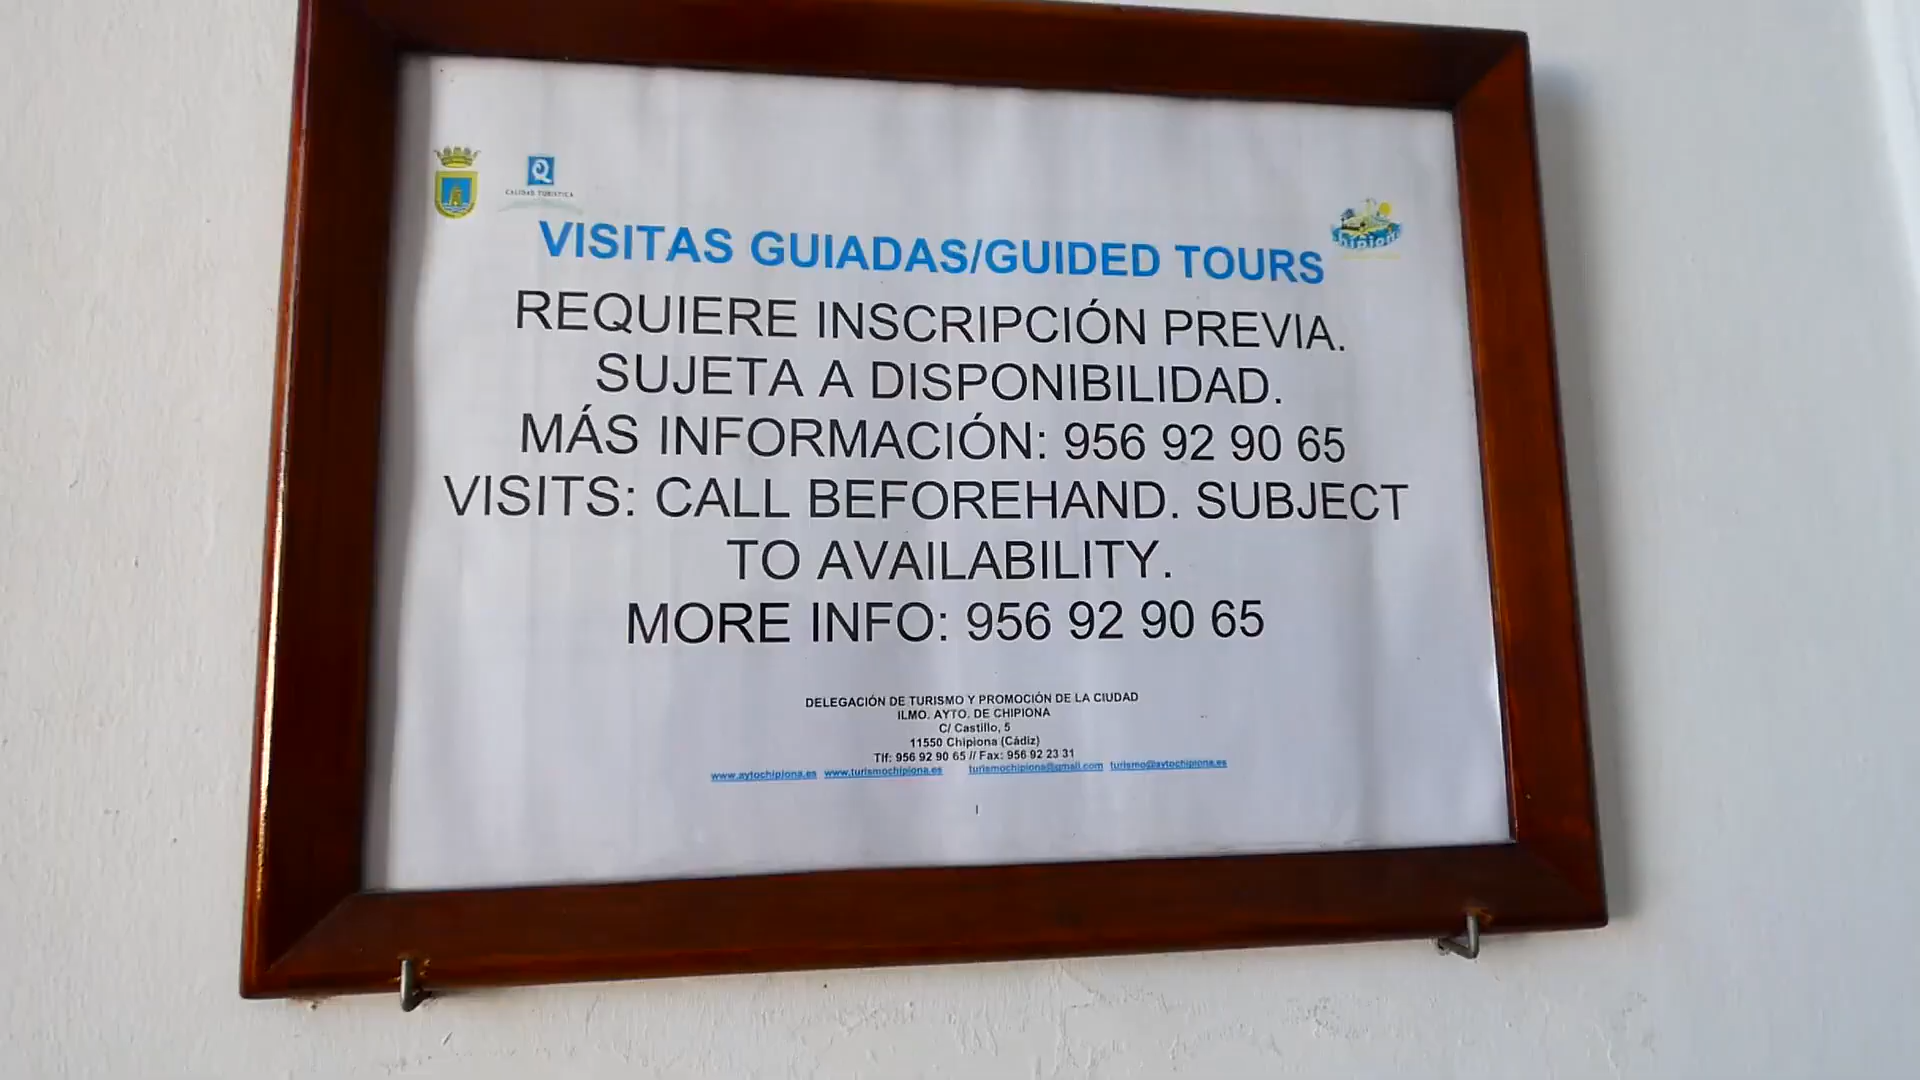 CALIDAD TURISTICA
VISITAS GUIADAS/GUIDED TOURS
REQUIERE INSCRIPCIÓN PREVIA.
SUJETA A DISPONIBILIDAD.
MÁS INFORMACIÓN: 956 92 90 65
VISITS: CALL BEFOREHAND. SUBJECT
TO AVAILABILITY.
MORE INFO: 956 92 90 65
DELEGACIÓN DE TURISMO Y PROMOCIÓN DE LA CIUDAD
ILMO. AYTO. DE CHIPIONA
C/ Castillo, 5
11550 Chipiona (Cádiz)
Tlf: 956 92 90 65 // Fax: 956 92 23 31
www.aytochipiona.es www.turismochipiona.es turismochipiona@gmail.com turismo@aytochipiona.es